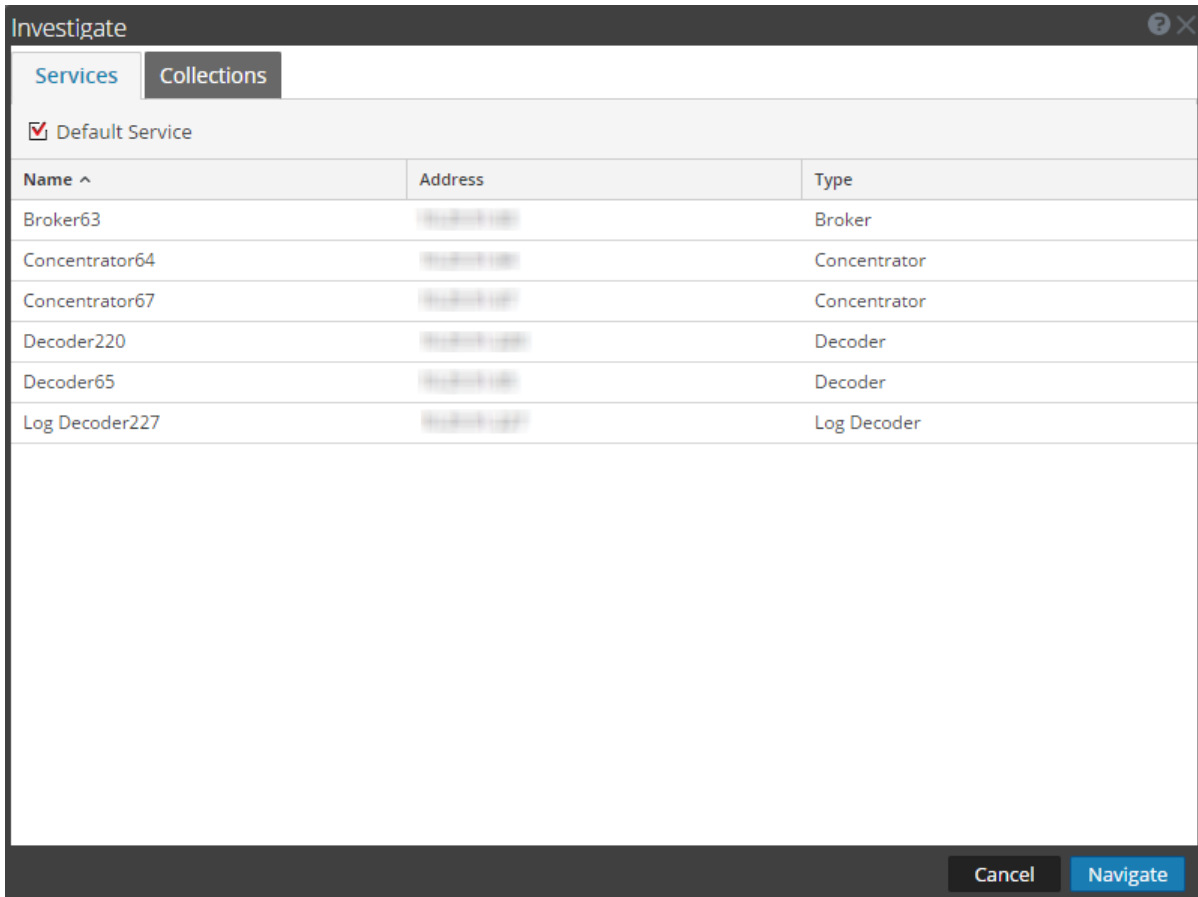 Investigate
Services Collections
Default Service
Name Address Type
Broker63 Broker
Concentrator64 Concentrator
Concentrator67 Concentrator
Decoder220 Decoder
Decoder65 Decoder
Log Decoder227 Log Decoder
Cancel Navigate